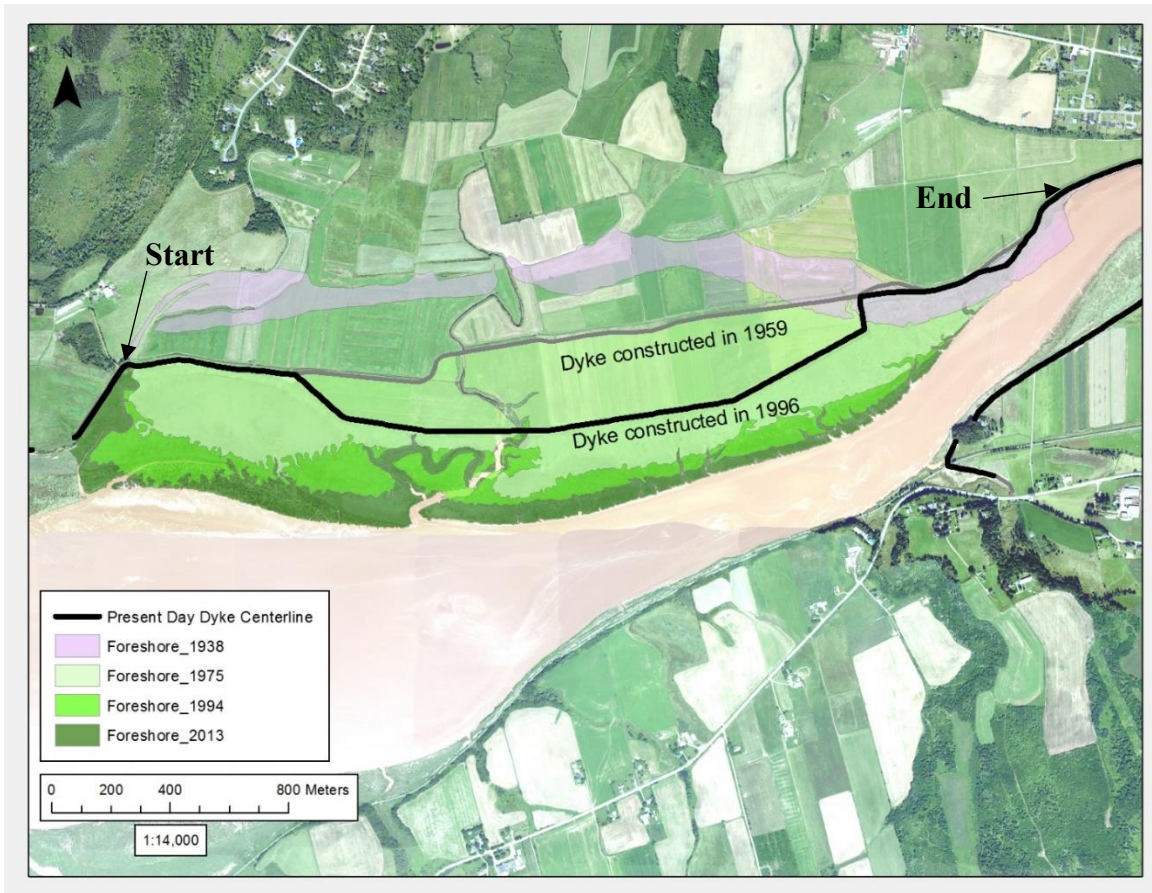 N
End
Start
Dyke constructed in 1959
Dyke constructed in 1996
Present Day Dyke Centerline
Foreshore_1938
Foreshore_1975
Foreshore_1994
Foreshore_2013
0 200 400 800 Meters
1:14,000